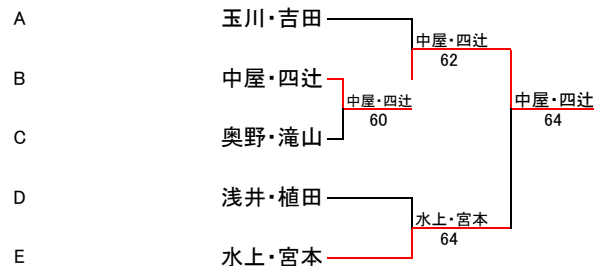 A 玉川・吉田
中屋・四辻
62
B 中屋・四辻
中屋・四辻
60
中屋・四辻
64
C 奥野・滝山
D 浅井・植田
水上・宮本
64
E 水上・宮本